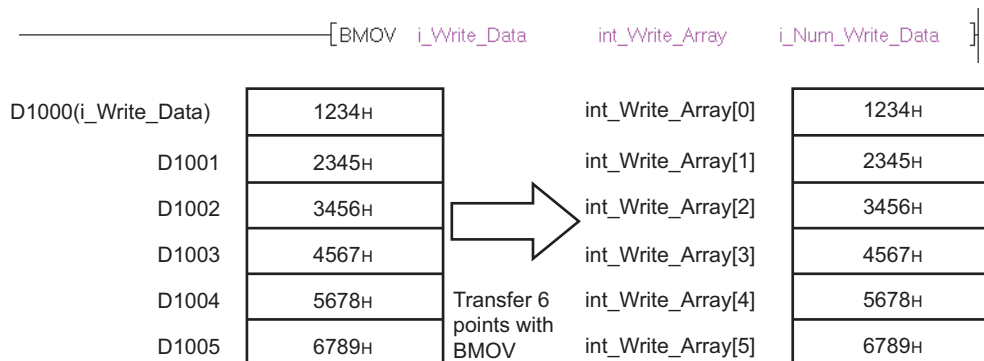 [BMOV i_Write_Data int_Write_Array i_Num_Write_Data ]
D1000(i_Write_Data) 1234H int_Write_Array[0] 1234H
D1001 2345H int_Write_Array[1] 2345H
D1002 3456H int_Write_Array[2] 3456H
D1003 4567H int_Write_Array[3] 4567H
D1004 5678H Transfer 6 int_Write_Array[4] 5678H
points with
D1005 6789H BMOV int_Write_Array[5] 6789H